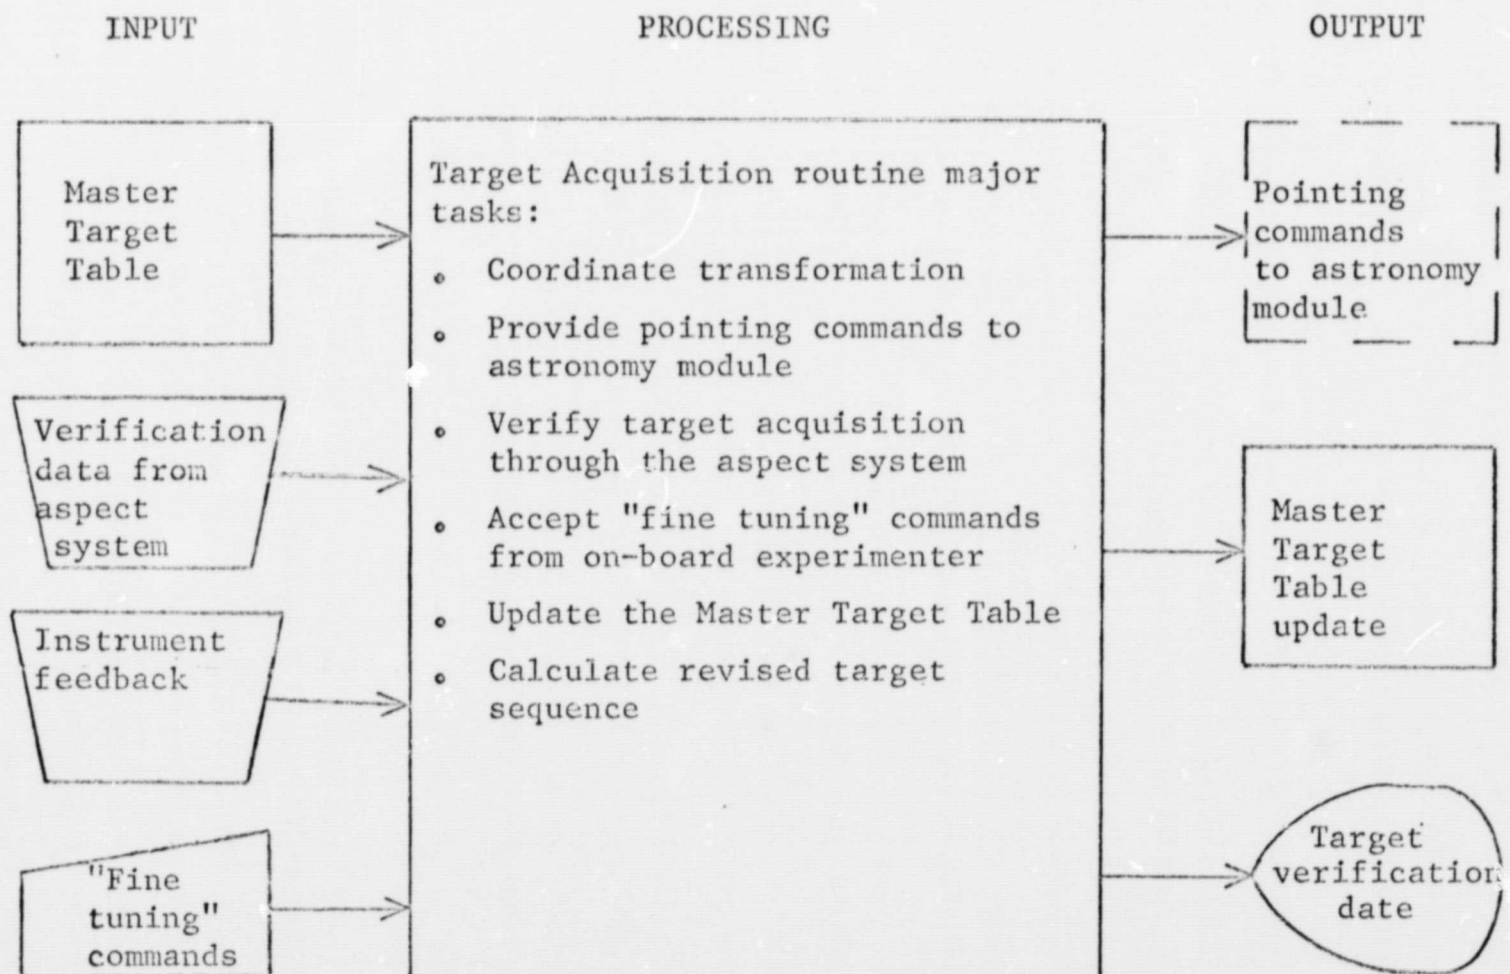 INPUT
PROCESSING
OUTPUT
Master
Target
Table
Verification
data from
aspect
system
Instrument
feedback
"Fine
tuning"
commands
Target Acquisition routine major
tasks:
• Coordinate transformation
• Provide pointing commands to
astronomy module
• Verify target acquisition
through the aspect system
• Accept "fine tuning" commands
from on-board experimenter
• Update the Master Target Table
• Calculate revised target
sequence
Pointing
commands
to astronomy
module
Master
Target
Table
update
Target
verification
date